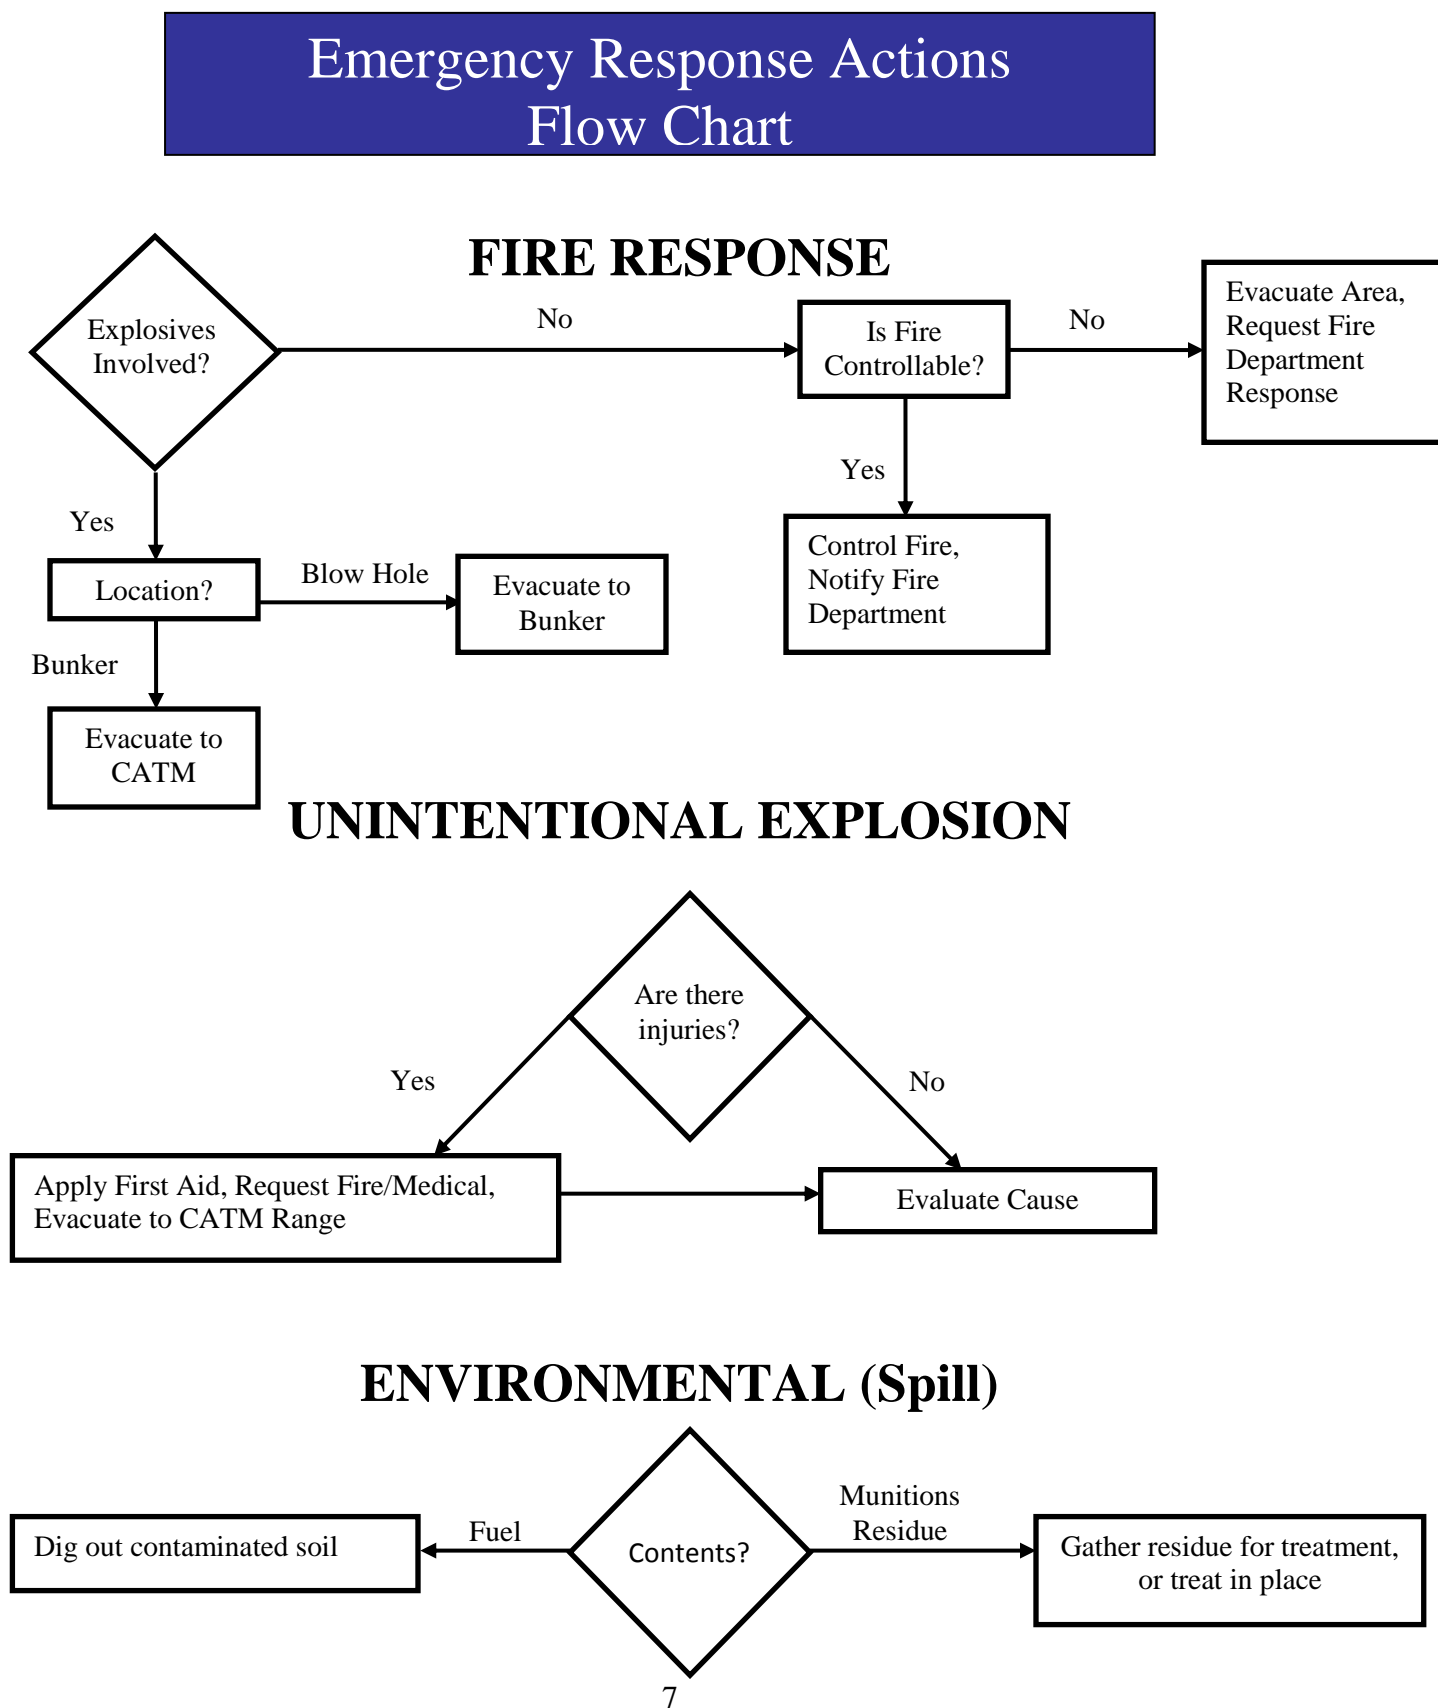 Emergency Response Actions
Flow Chart
FIRE RESPONSE
Explosives
Involved?
No
Is Fire
Controllable?
No
Evacuate Area,
Request Fire
Department
Response
Yes
Control Fire,
Notify Fire
Department
Yes
Location?
Blow Hole
Evacuate to
Bunker
Bunker
Evacuate to
CATM
UNINTENTIONAL EXPLOSION
Are there
injuries?
Yes
No
Apply First Aid, Request Fire/Medical,
Evacuate to CATM Range
Evaluate Cause
ENVIRONMENTAL (Spill)
Contents?
Fuel
Dig out contaminated soil
Munitions
Residue
Gather residue for treatment,
or treat in place
7